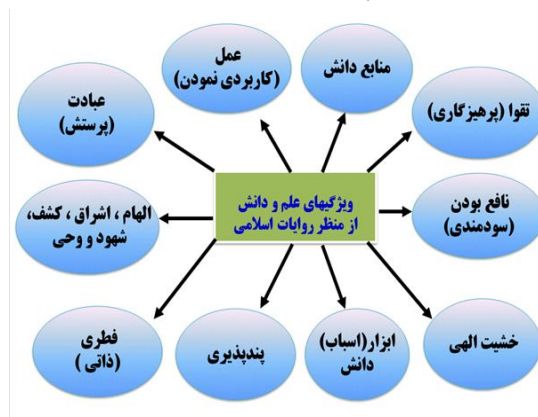 عمل
(کاربردی نمودن)
منابع دانش
تقوا (پرهیزگاری)
عبادت
(پرستش)
ویژگیهای علم و دانش
از منظر روایات اسلامی
نافع بودن
(سودمندی)
الهام ، اشراق ، کشف،
شهود و وحی
خشیت الهی
ابزار(اسباب)
دانش
پندپذیری
فطری
(ذاتی )